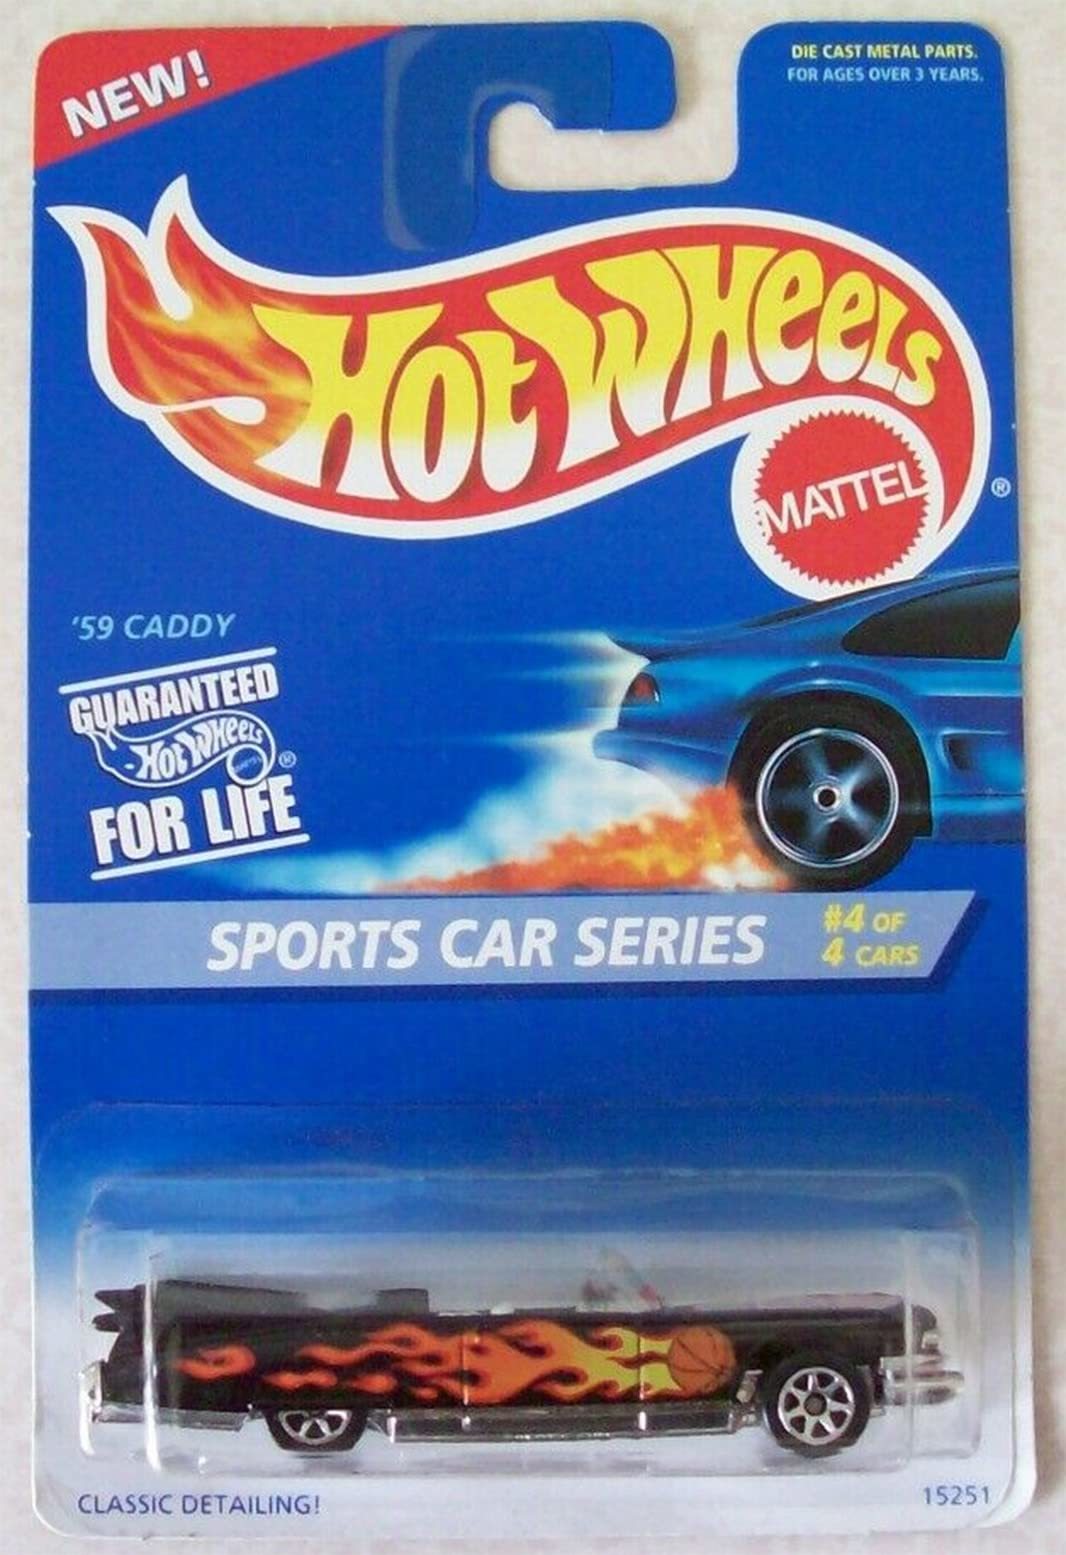 NEW!
DIE CAST METAL PARTS.
FOR AGES OVER 3 YEARS.
HOT WHEELS
MATTEL
®
'59 CADDY
GUARANTEED
HOT WHEELS
MATTEL
®
FOR LIFE
SPORTS CAR SERIES
#4 OF
4 CARS
CLASSIC DETAILING!
15251